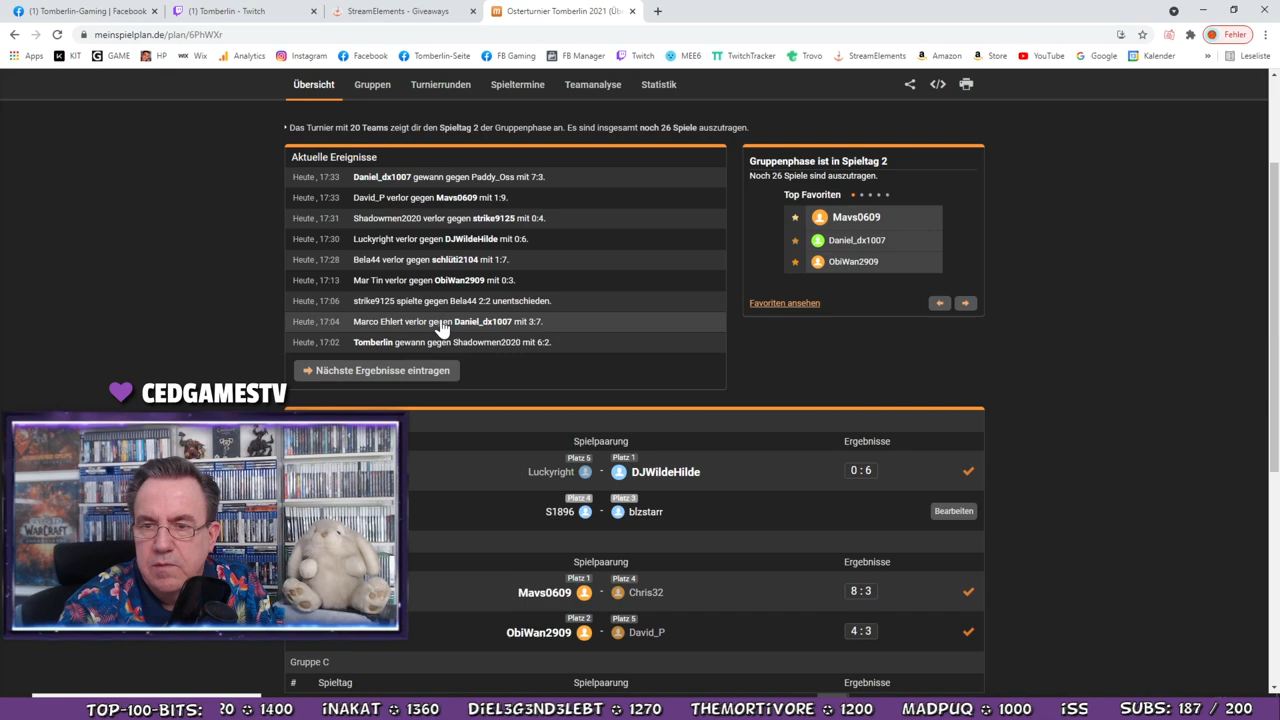 (1) Tomberlin-Gaming | Facebook
(1) Tomberlin - Twitch
StreamElements - Giveaways
Osterturnier Tomberlin 2021 (Üb
meinspielplan.de/plan/6PhWXr
Fehler
Apps
KIT
GAME
HP
Wix
Analytics
Instagram
Facebook
Tomberlin-Seite
FB Gaming
FB Manager
Twitch
MEE6
TwitchTracker
Trovo
StreamElements
Amazon
Store
YouTube
Google
Kalender
»
Leseliste
Übersicht
Gruppen
Turnierrunden
Spieltermine
Teamanalyse
Statistik
Das Turnier mit 20 Teams zeigt dir den Spieltag 2 der Gruppenphase an. Es sind insgesamt noch 26 Spiele auszutragen.
Aktuelle Ereignisse
Heute , 17:33 Daniel_dx1007 gewann gegen Paddy_Oss mit 7:3.
Heute , 17:33 David_P verlor gegen Mavs0609 mit 1:9.
Heute , 17:31 Shadowmen2020 verlor gegen strike9125 mit 0:4.
Heute , 17:30 Luckyright verlor gegen DJWildeHilde mit 0:6.
Heute , 17:28 Bela44 verlor gegen schlüti2104 mit 1:7.
Heute , 17:13 Mar Tin verlor gegen ObiWan2909 mit 0:3.
Heute , 17:06 strike9125 spielte gegen Bela44 2:2 unentschieden.
Heute , 17:04 Marco Ehlert verlor gegen Daniel_dx1007 mit 3:7.
Heute , 17:02 Tomberlin gewann gegen Shadowmen2020 mit 6:2.
Nächste Ergebnisse eintragen
Gruppenphase ist in Spieltag 2
Noch 26 Spiele sind auszutragen.
Top Favoriten
Mavs0609
Daniel_dx1007
ObiWan2909
Favoriten ansehen
CEDGAMESTV
Spielpaarung Ergebnisse
Platz 5 Platz 1
Luckyright - DJWildeHilde 0 : 6
Platz 4 Platz 3
S1896 - blzstarr Bearbeiten
Spielpaarung Ergebnisse
Platz 1 Platz 4
Mavs0609 - Chris32 8 : 3
Platz 2 Platz 5
ObiWan2909 - David_P 4 : 3
Gruppe C
# Spieltag Spielpaarung Ergebnisse
WARCRAFT
TOP-100-BITS: 20 1400 iNAKAT 1360 DiEL3G3ND3LEBT 1270 THEMORTiVORE 1200 MADPUQ 1000 iSS SUBS: 187 / 200